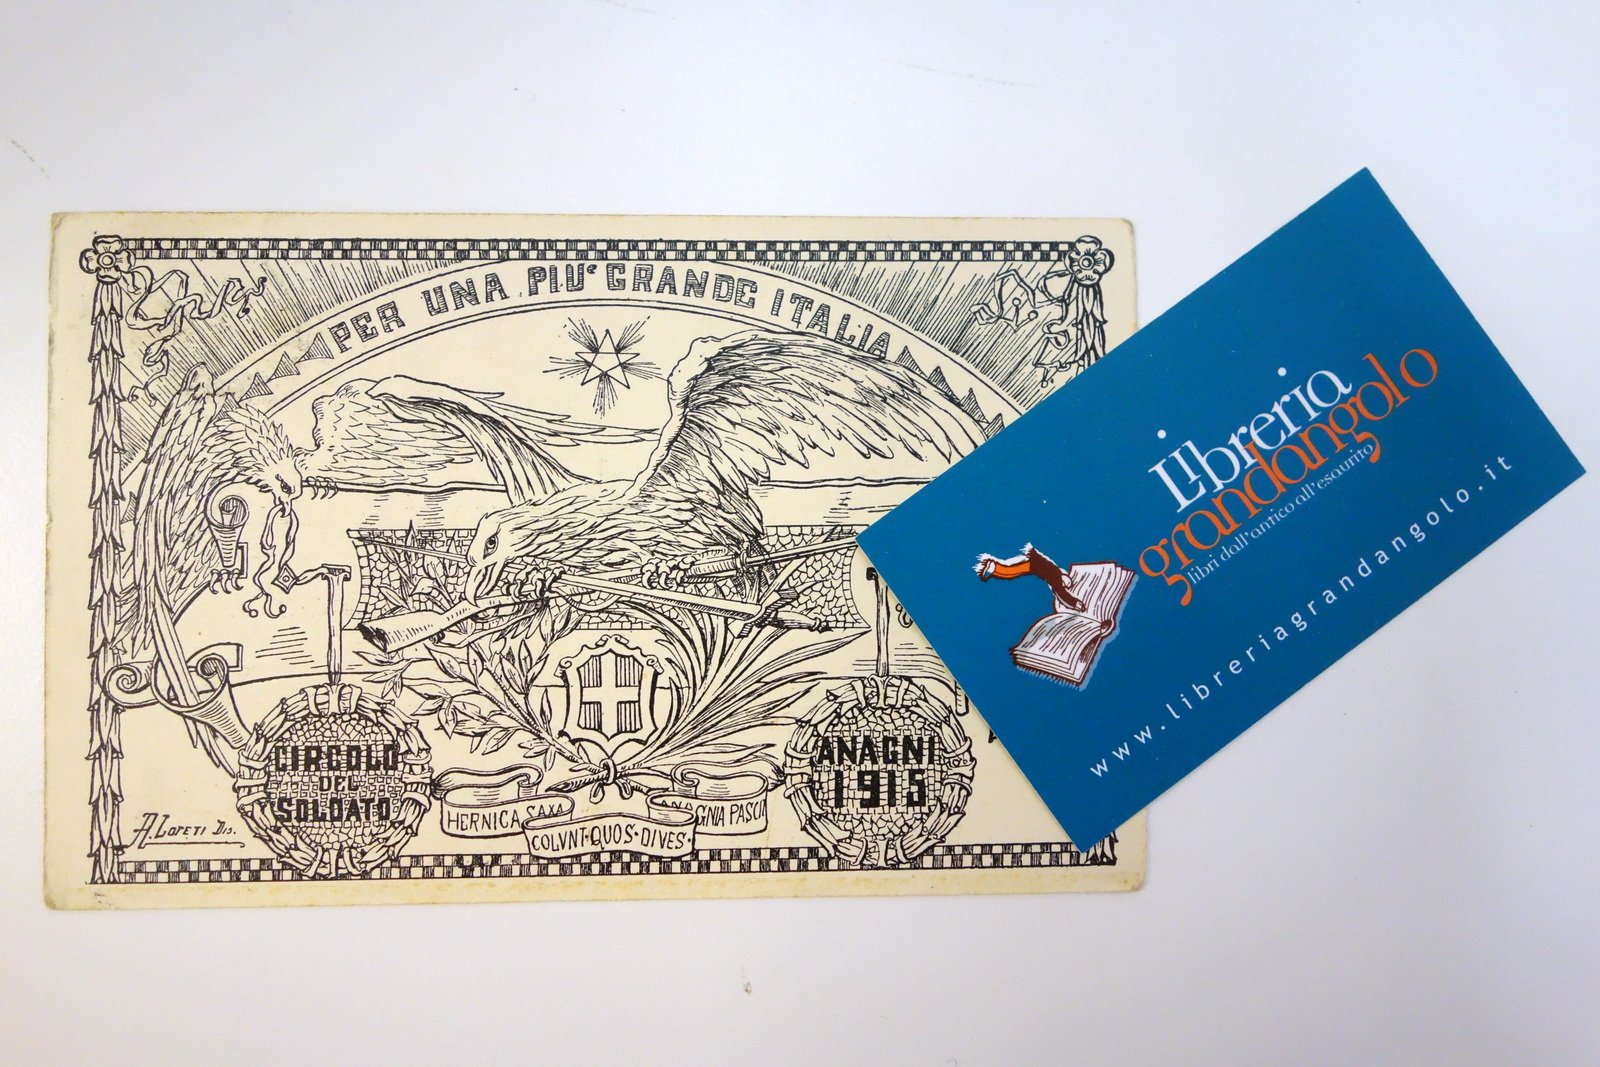 PER UNA PIU' GRANDE ITALIA
CIRCOLO
DEL
SOLDATO
ANAGNI
1915
HERNICA SAXA
COLVNT·QUOS·DIVES·
ANAGNIA PASCIT
A. Loreti Dis.
Libreria
grandangolo
libri dall'antico all'esaurito
www.libreriagrandangolo.it